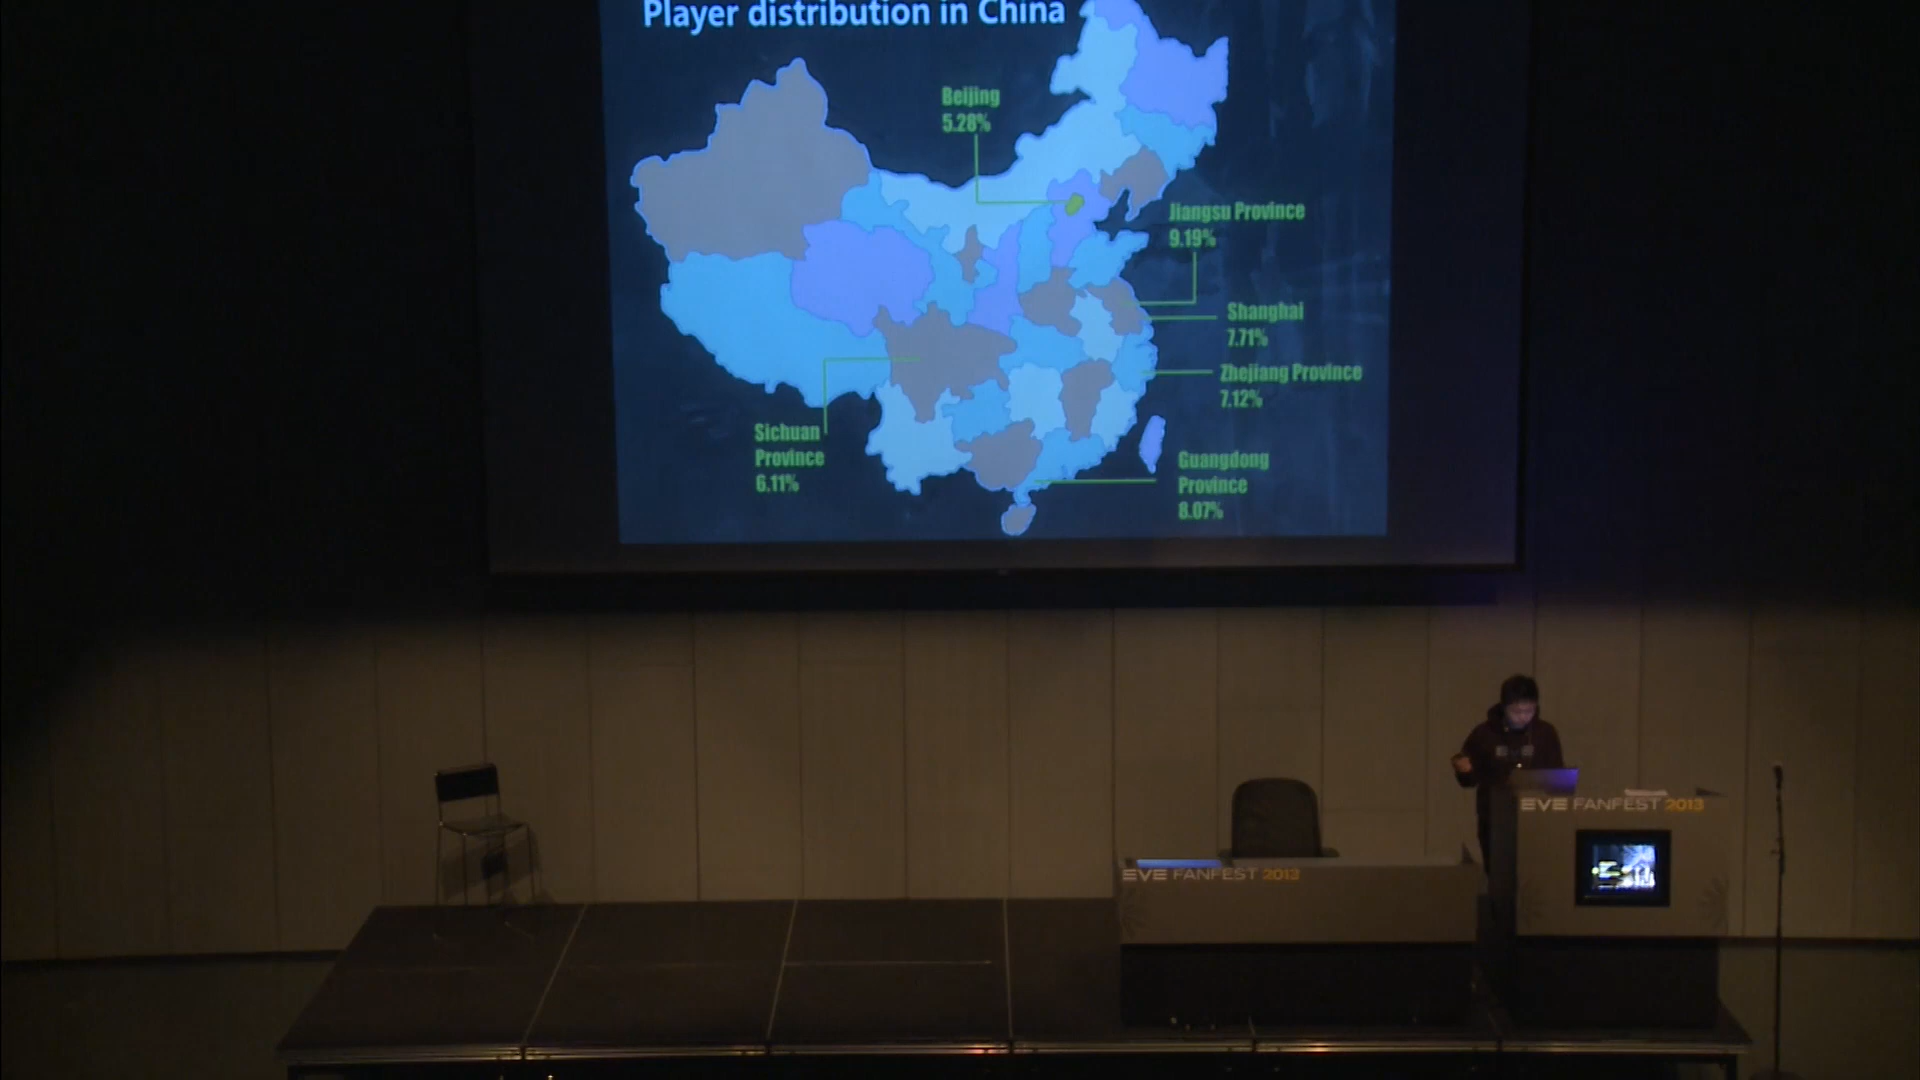 Player distribution in China
Beijing
5.28%
Jiangsu Province
9.19%
Shanghai
7.71%
Zhejiang Province
7.12%
Sichuan
Province
6.11%
Guangdong
Province
8.07%
EVE
EVE FANFEST 2013
EVE FANFEST 2013